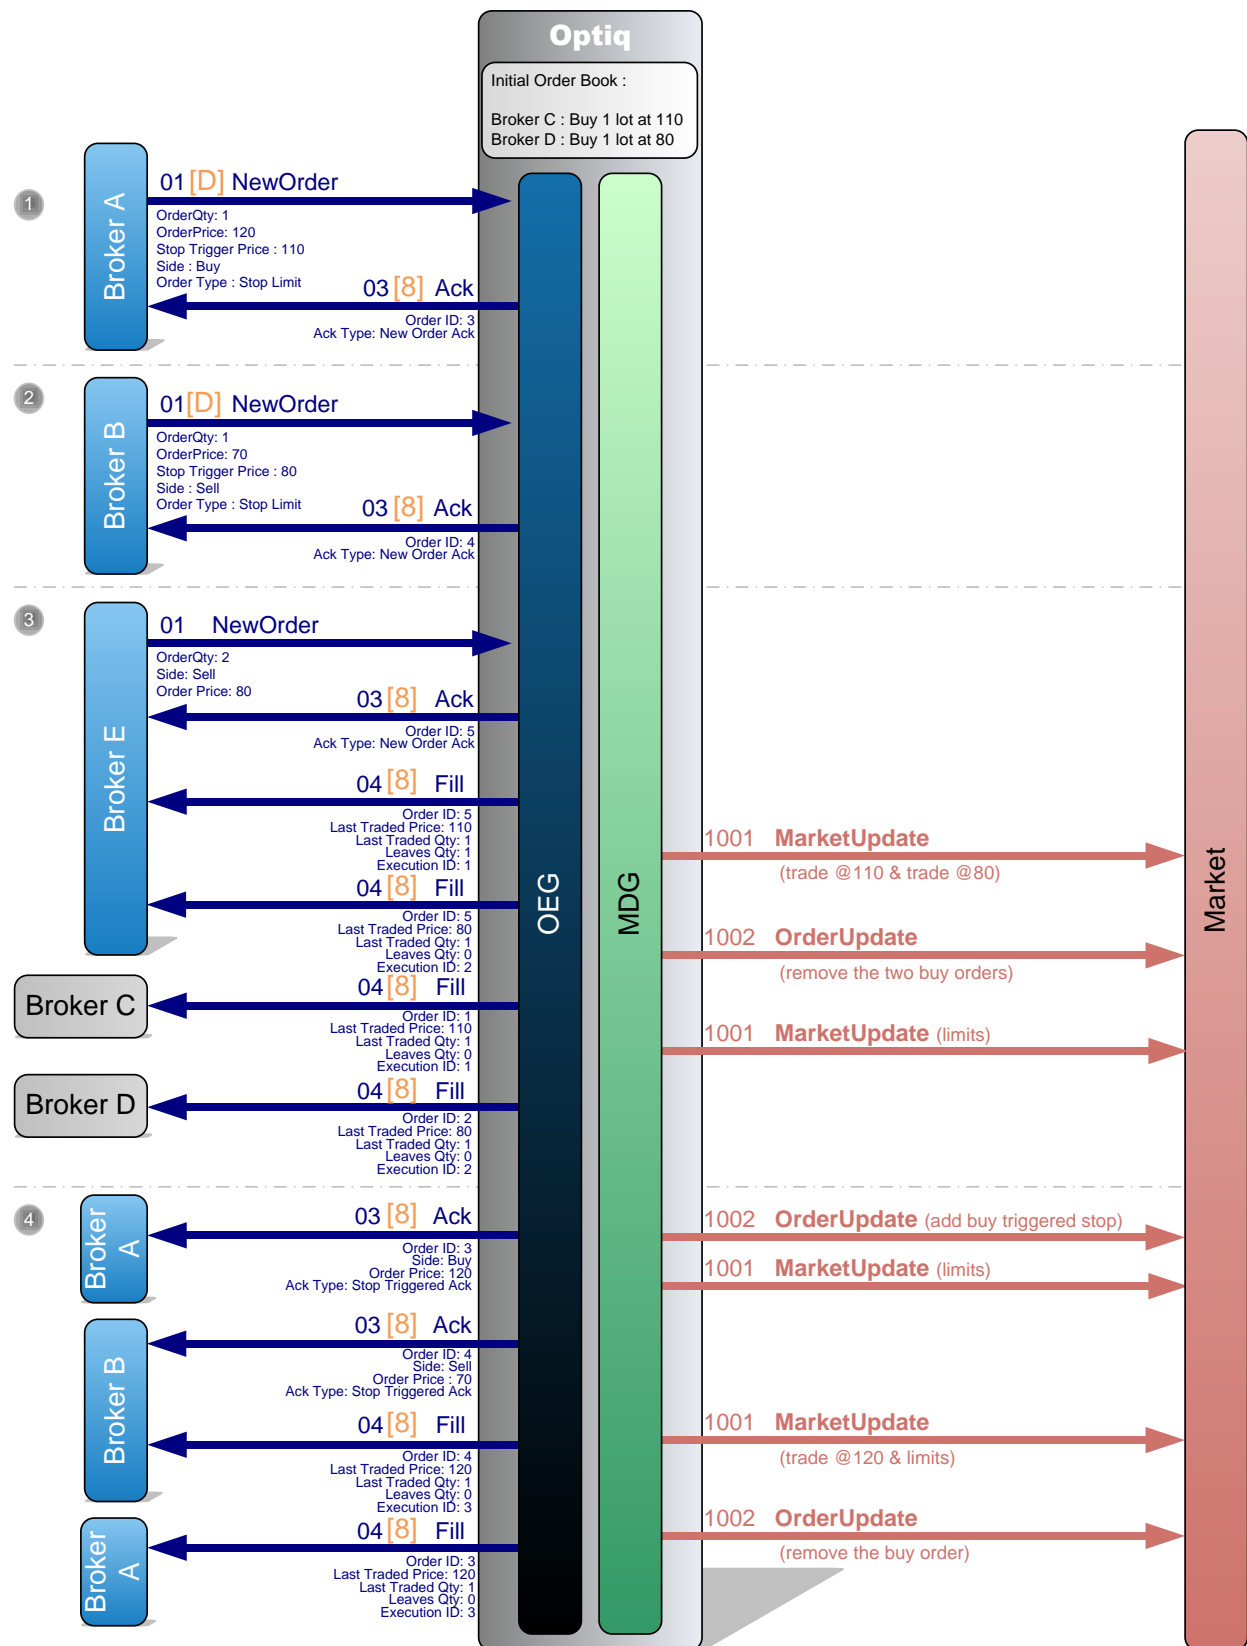 Optiq
Initial Order Book :
Broker C : Buy 1 lot at 110
Broker D : Buy 1 lot at 80
OEG
MDG
Market
1
Broker A
01 [D] NewOrder
OrderQty: 1
OrderPrice: 120
Stop Trigger Price : 110
Side : Buy
Order Type : Stop Limit
03 [8] Ack
Order ID: 3
Ack Type: New Order Ack
2
Broker B
01 [D] NewOrder
OrderQty: 1
OrderPrice: 70
Stop Trigger Price : 80
Side : Sell
Order Type : Stop Limit
03 [8] Ack
Order ID: 4
Ack Type: New Order Ack
3
Broker E
01 NewOrder
OrderQty: 2
Side: Sell
Order Price: 80
03 [8] Ack
Order ID: 5
Ack Type: New Order Ack
04 [8] Fill
Order ID: 5
Last Traded Price: 110
Last Traded Qty: 1
Leaves Qty: 1
Execution ID: 1
1001 MarketUpdate
(trade @110 & trade @80)
04 [8] Fill
Order ID: 5
Last Traded Price: 80
Last Traded Qty: 1
Leaves Qty: 0
Execution ID: 2
1002 OrderUpdate
(remove the two buy orders)
Broker C
04 [8] Fill
Order ID: 1
Last Traded Price: 110
Last Traded Qty: 1
Leaves Qty: 0
Execution ID: 1
1001 MarketUpdate (limits)
Broker D
04 [8] Fill
Order ID: 2
Last Traded Price: 80
Last Traded Qty: 1
Leaves Qty: 0
Execution ID: 2
4
Broker
A
03 [8] Ack
Order ID: 3
Side: Buy
Order Price: 120
Ack Type: Stop Triggered Ack
1002 OrderUpdate (add buy triggered stop)
1001 MarketUpdate (limits)
Broker B
03 [8] Ack
Order ID: 4
Side: Sell
Order Price : 70
Ack Type: Stop Triggered Ack
04 [8] Fill
Order ID: 4
Last Traded Price: 120
Last Traded Qty: 1
Leaves Qty: 0
Execution ID: 3
1001 MarketUpdate
(trade @120 & limits)
Broker
A
04 [8] Fill
Order ID: 3
Last Traded Price: 120
Last Traded Qty: 1
Leaves Qty: 0
Execution ID: 3
1002 OrderUpdate
(remove the buy order)